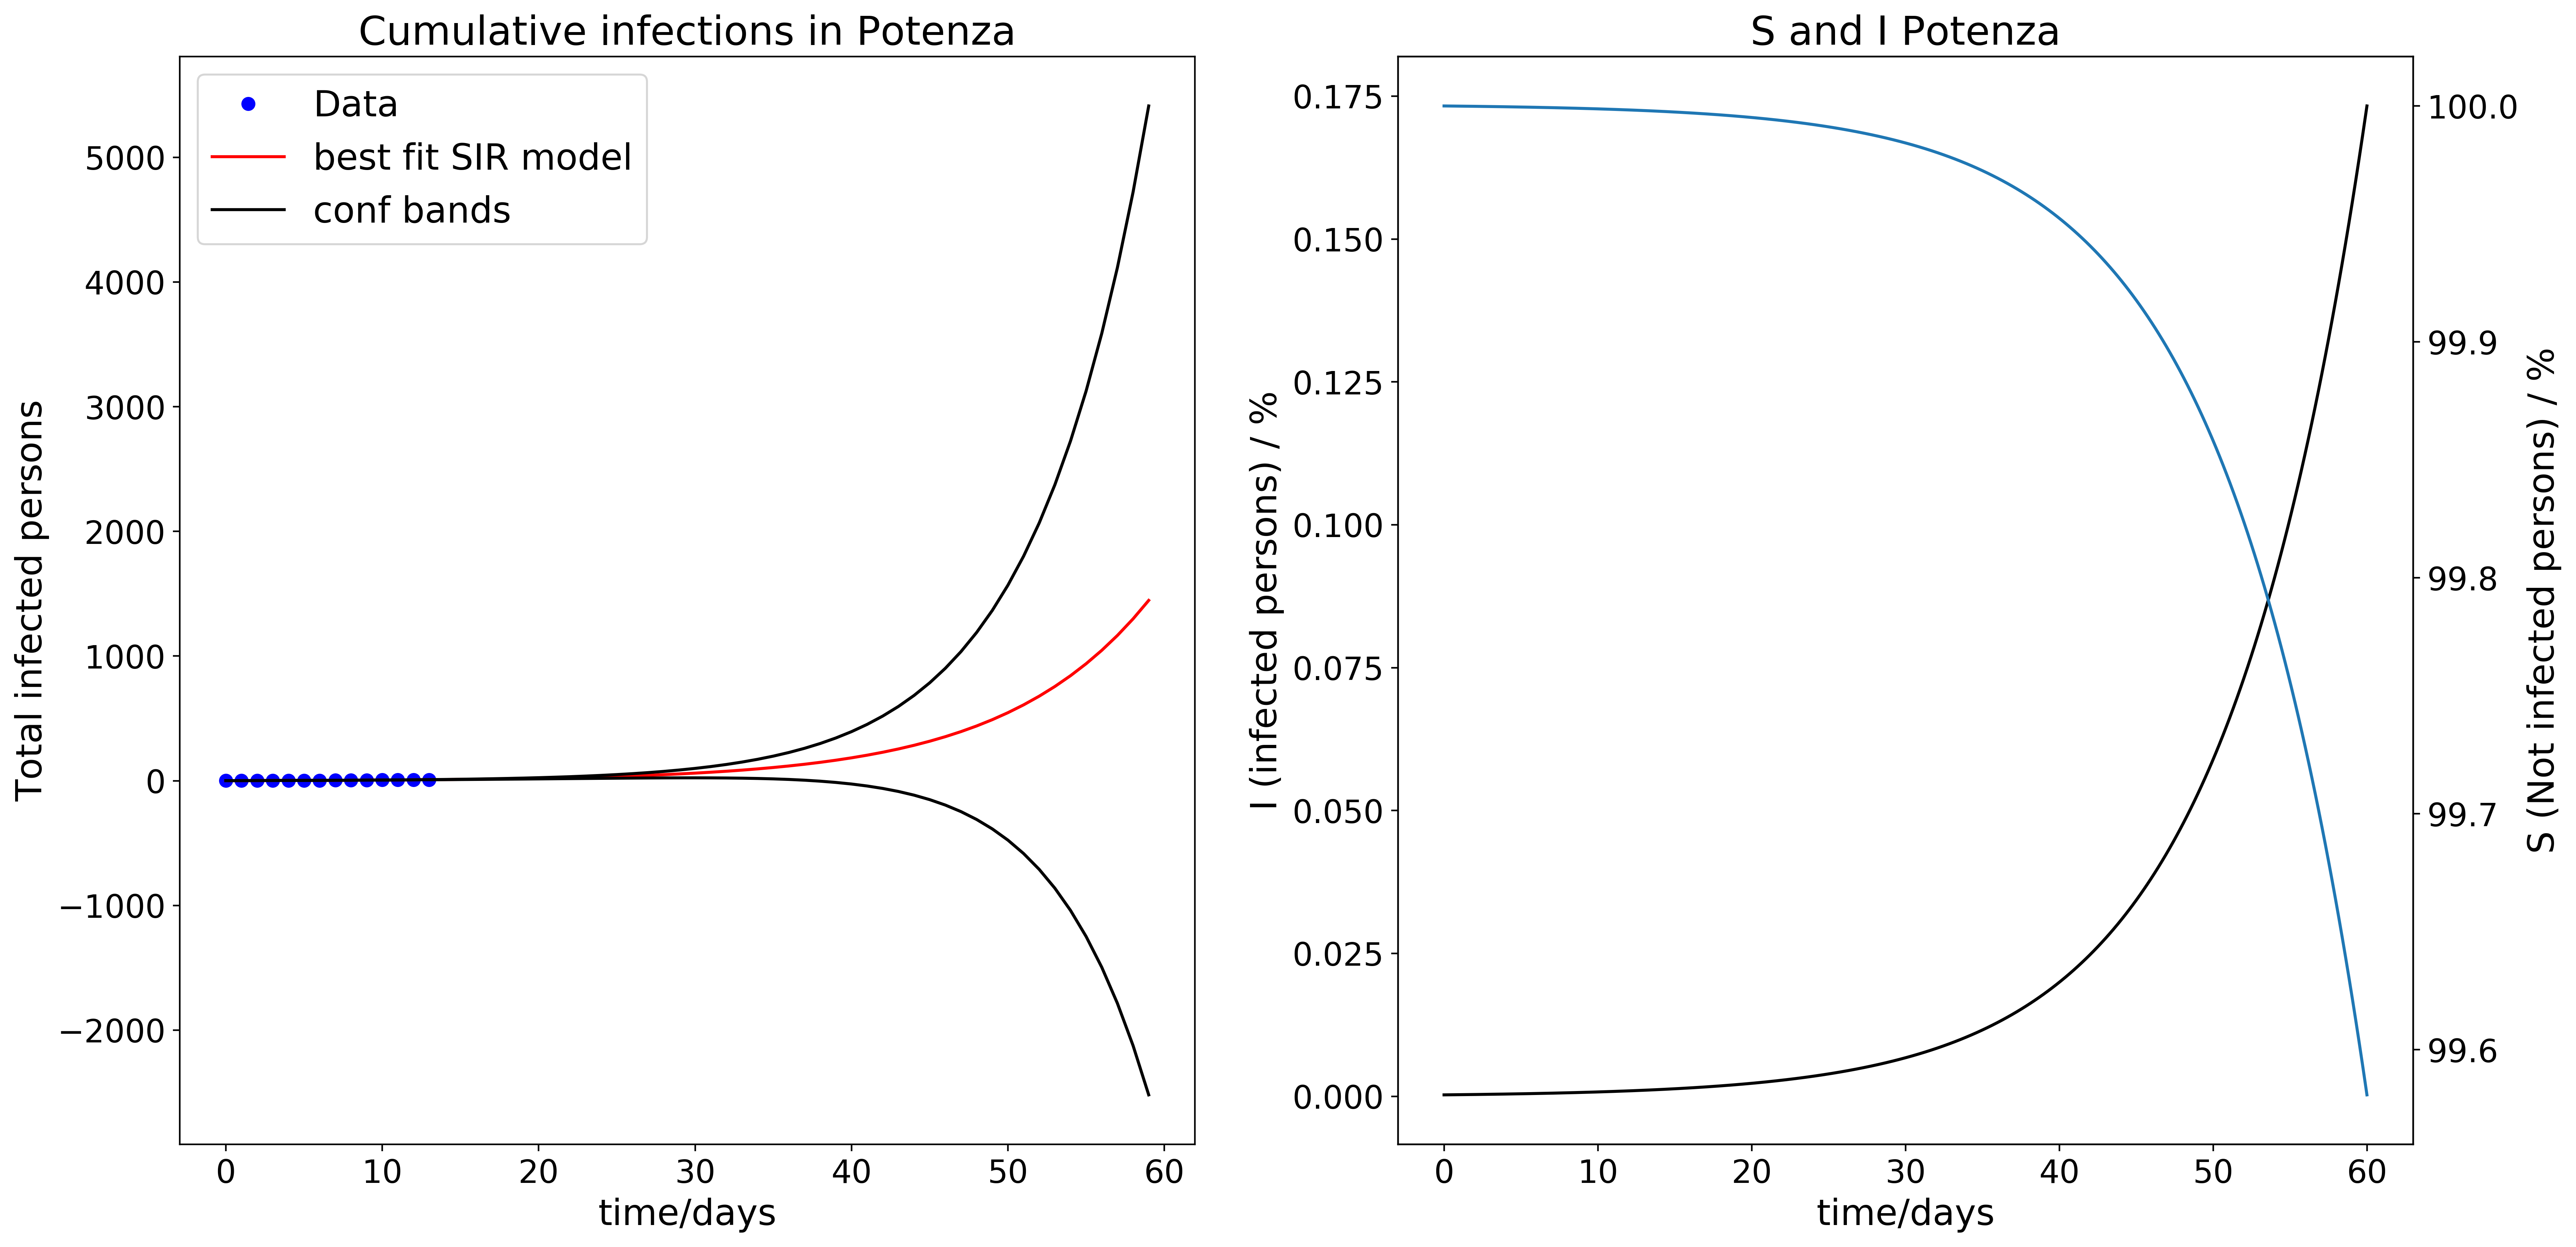 Cumulative infections in Potenza
Data
best fit SIR model
conf bands
Total infected persons
5000
4000
3000
2000
1000
0
−1000
−2000
0 10 20 30 40 50 60
time/days
S and I Potenza
I (infected persons) / %
0.175
0.150
0.125
0.100
0.075
0.050
0.025
0.000
100.0
99.9
99.8
99.7
99.6
S (Not infected persons) / %
0 10 20 30 40 50 60
time/days